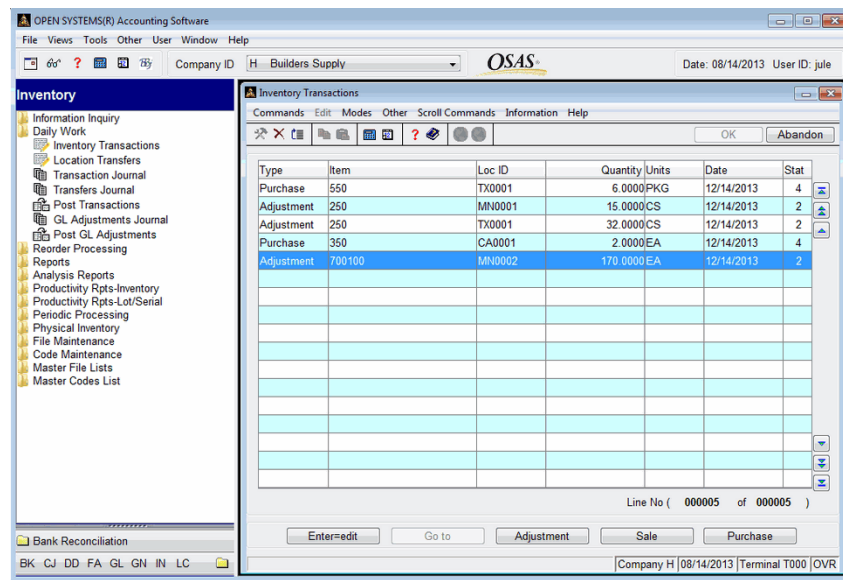 OPEN SYSTEMS(R) Accounting Software
File Views Tools Other User Window Help
Company ID H Builders Supply OSAS Date: 08/14/2013 User ID: jule
Inventory
Information Inquiry
Daily Work
Inventory Transactions
Location Transfers
Transaction Journal
Transfers Journal
Post Transactions
GL Adjustments Journal
Post GL Adjustments
Reorder Processing
Reports
Analysis Reports
Productivity Rpts-Inventory
Productivity Rpts-Lot/Serial
Periodic Processing
Physical Inventory
File Maintenance
Code Maintenance
Master File Lists
Master Codes List
Bank Reconciliation
BK CJ DD FA GL GN IN LC
Inventory Transactions
Commands Edit Modes Other Scroll Commands Information Help
OK Abandon
Type Item Loc ID Quantity Units Date Stat
Purchase 550 TX0001 6.0000 PKG 12/14/2013 4
Adjustment 250 MN0001 15.0000 CS 12/14/2013 2
Adjustment 250 TX0001 32.0000 CS 12/14/2013 2
Purchase 350 CA0001 2.0000 EA 12/14/2013 4
Adjustment 700100 MN0002 170.0000 EA 12/14/2013 2
Line No ( 000005 of 000005 )
Enter=edit Go to Adjustment Sale Purchase
Company H 08/14/2013 Terminal T000 OVR